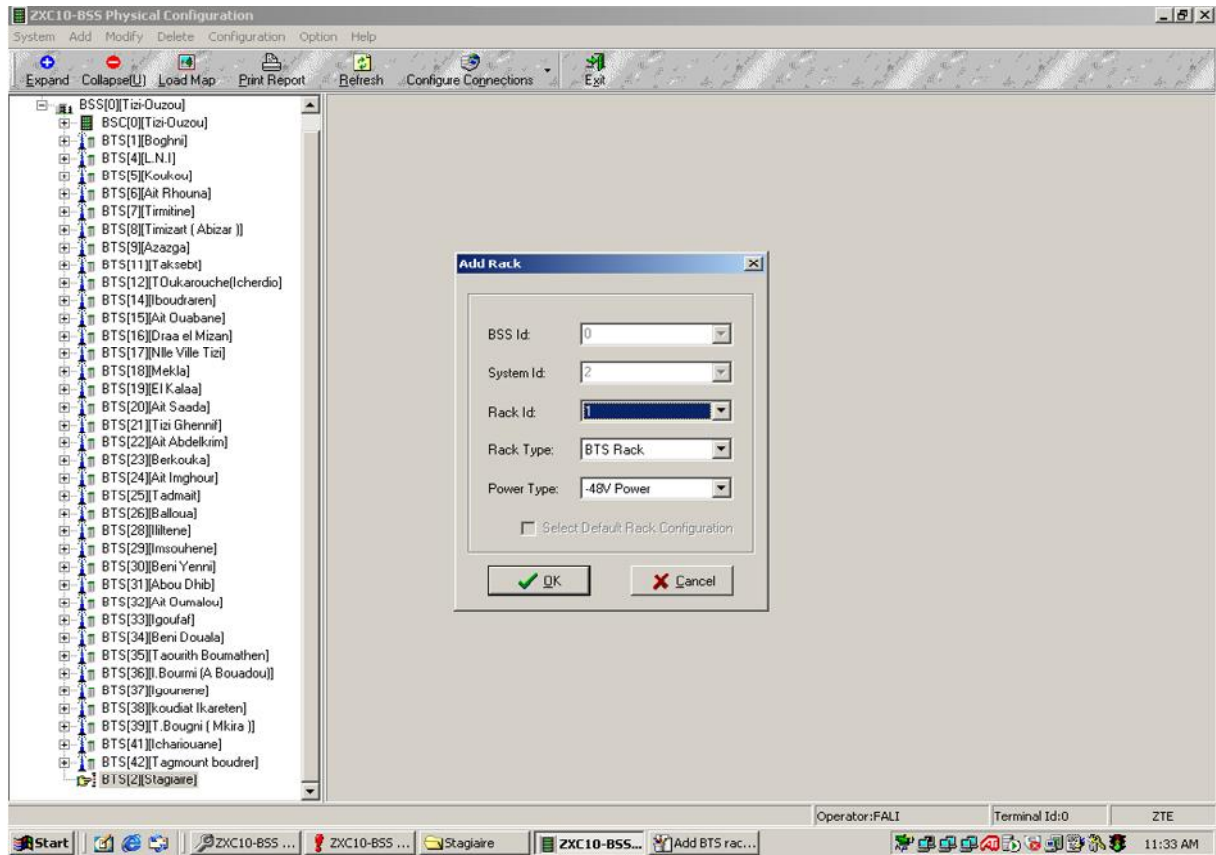 ZXC10-BSS Physical Configuration
System Add Modify Delete Configuration Option Help
Expand Collapse(U) Load Map Print Report Refresh Configure Connections Exit
BSS[0][Tizi-Ouzou]
BSC[0][Tizi-Ouzou]
BTS[1][Boghni]
BTS[4][L.N.I]
BTS[5][Koukou]
BTS[6][Ait Rhouna]
BTS[7][Tirmitine]
BTS[8][Timizart ( Abizar )]
BTS[9][Azazga]
BTS[11][Taksebt]
BTS[12][TOukarouche(Icherdio]
BTS[14][Iboudraren]
BTS[15][Ait Ouabane]
BTS[16][Draa el Mizan]
BTS[17][Nlle Ville Tizi]
BTS[18][Mekla]
BTS[19][El Kalaa]
BTS[20][Ait Saada]
BTS[21][Tizi Ghennif]
BTS[22][Ait Abdelkrim]
BTS[23][Berkouka]
BTS[24][Ait Imghour]
BTS[25][Tadmait]
BTS[26][Balloua]
BTS[28][Illiltene]
BTS[29][Imsouhene]
BTS[30][Beni Yenni]
BTS[31][Abou Dhib]
BTS[32][Ait Oumalou]
BTS[33][Igoufaf]
BTS[34][Beni Douala]
BTS[35][Taourith Boumathen]
BTS[36][I.Bourmi (A Bouadou)]
BTS[37][Igounene]
BTS[38][koudiat Ikareten]
BTS[39][T.Bougni ( Mkira )]
BTS[41][Ichariouane]
BTS[42][Tagmount boudrer]
BTS[2][Stagiaire]
Add Rack
BSS Id: 0
System Id: 2
Rack Id: 1
Rack Type: BTS Rack
Power Type: -48V Power
Select Default Rack Configuration
OK Cancel
Operator:FALI Terminal Id:0 ZTE
Start ZXC10-BSS ... ZXC10-BSS ... Stagiaire ZXC10-BSS... Add BTS rac... 11:33 AM